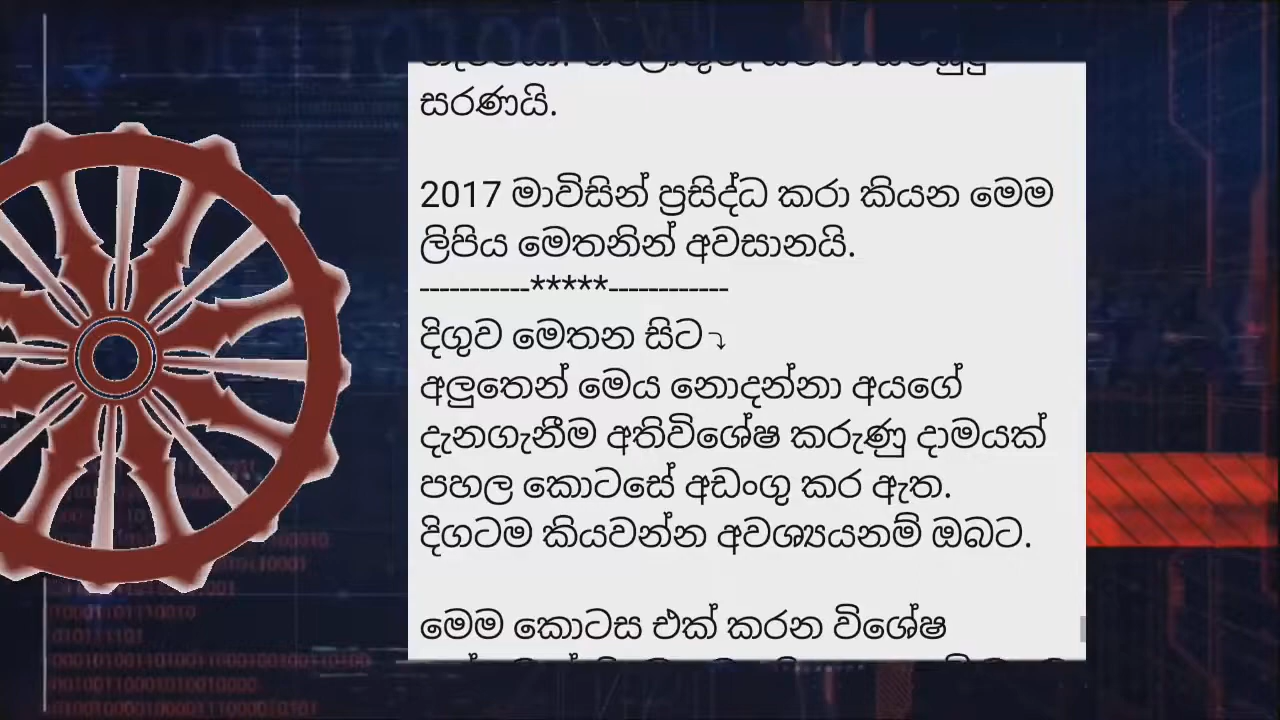 සරණයි.
2017 මාවිසින් ප්‍රසිද්ධ කරා කියන මෙම
ලිපිය මෙතනින් අවසානයි.
-----------*****------------
දිගුව මෙතන සිට⤵
අලුතෙන් මෙය නොදන්නා අයගේ
දැනගැනීම අතිවිශේෂ කරුණු දාමයක්
පහල කොටසේ අඩංගු කර ඇත.
දිගටම කියවන්න අවශ්‍යයනම් ඔබට.
මෙම කොටස එක් කරන විශේෂ